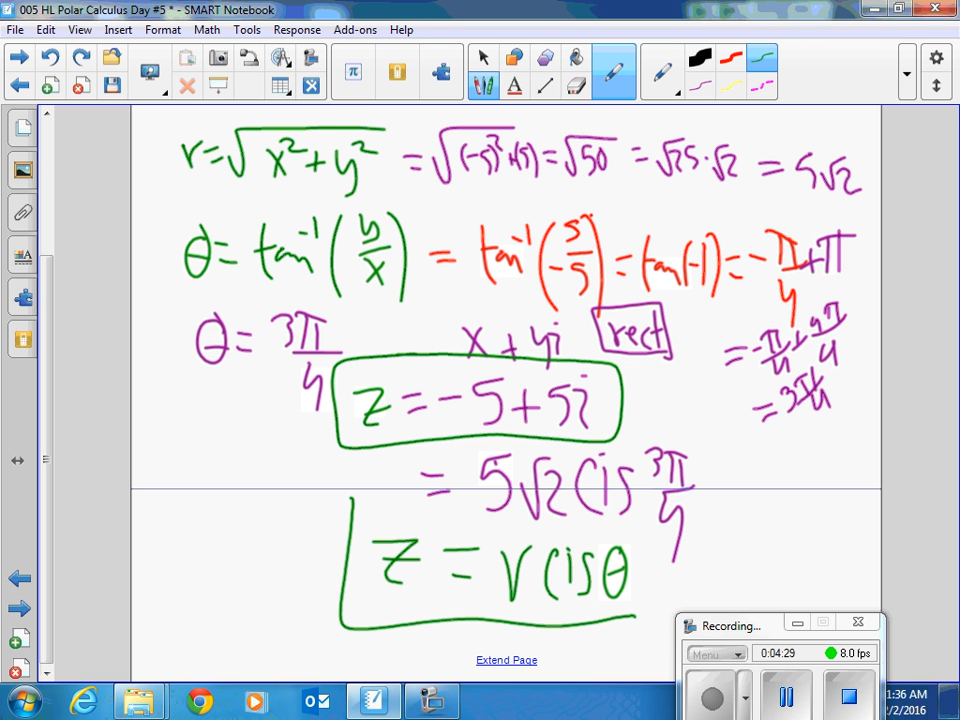 005 HL Polar Calculus Day #5 * - SMART Notebook
File Edit View Insert Format Math Tools Response Add-ons Help
r = √(x² + y²) = √((-5)² + (5)) = √50 = √25 · √2 = 5√2
θ = tan⁻¹(y/x) = tan⁻¹(5/-5) = tan(-1) = -π/4 + π
= -π/4 + 4π/4
= 3π/4
θ = 3π/4
x + yi rect
z = -5 + 5i
= 5√2 cis 3π/4
z = r cis θ
Extend Page
Recording...
Menu
0:04:29 8.0 fps
1:36 AM
2/2/2016